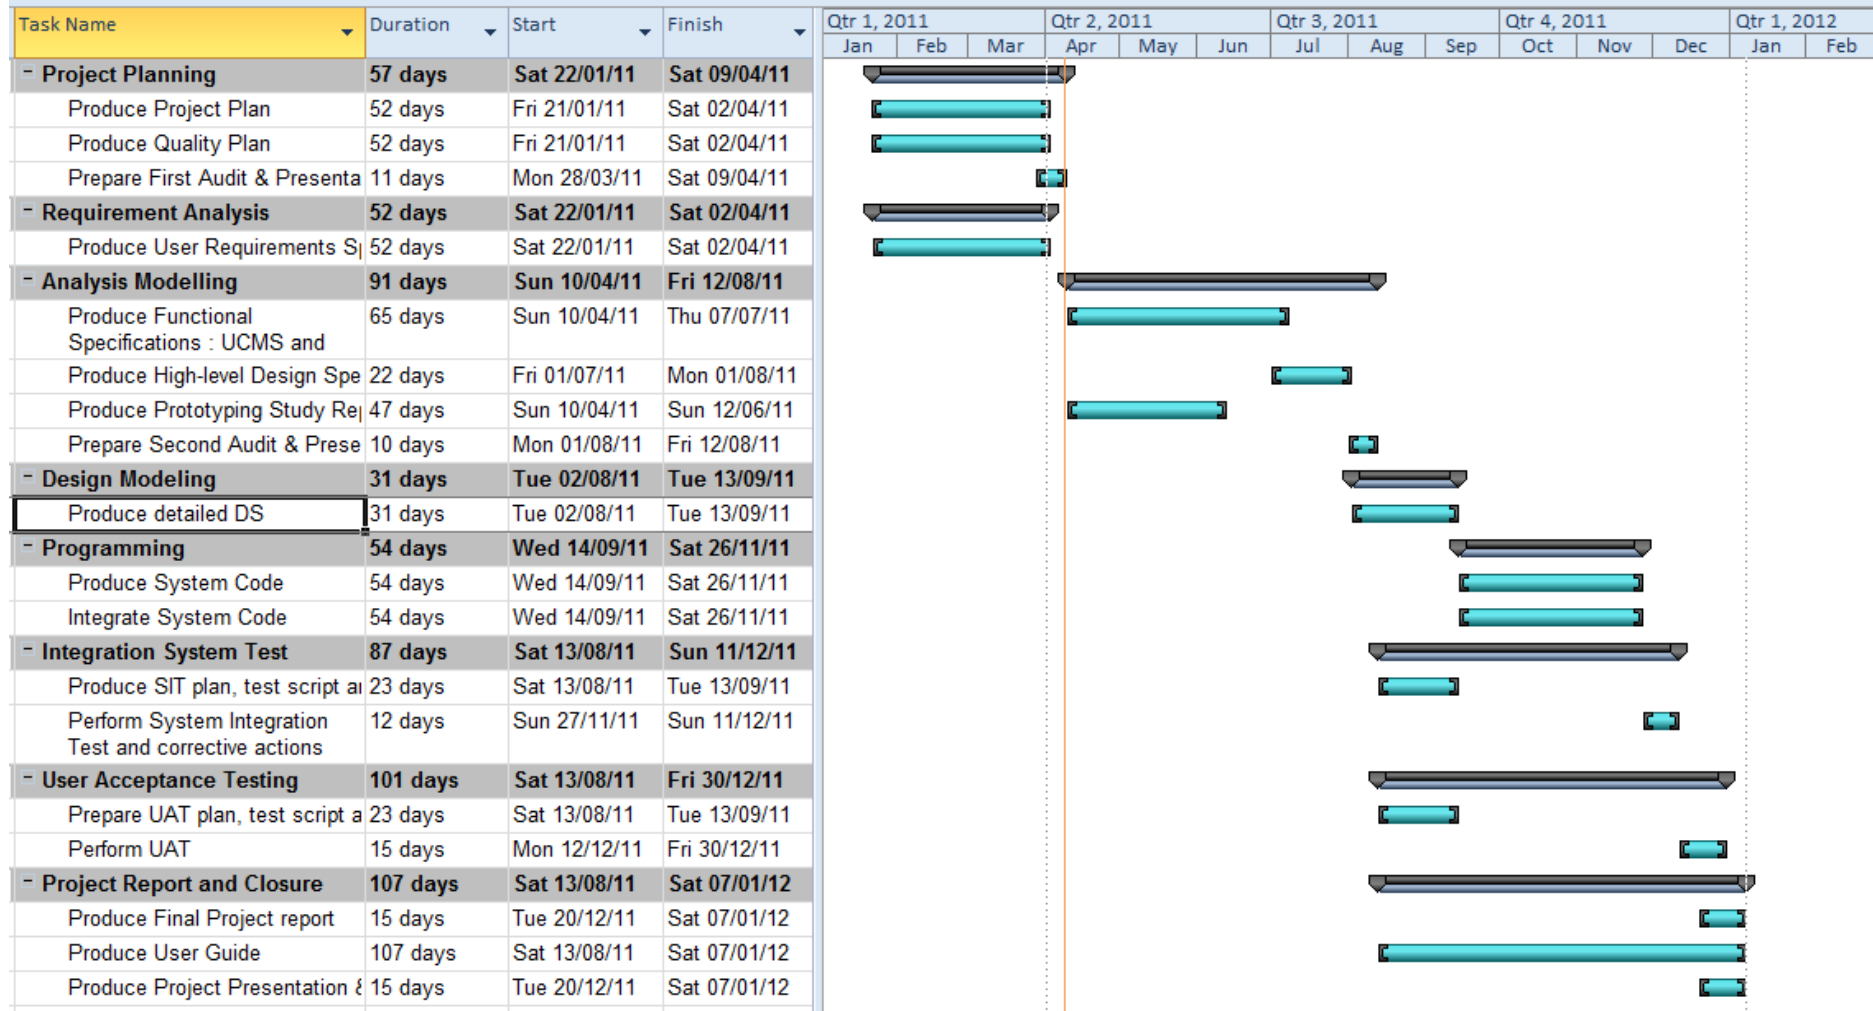 Task Name Duration Start Finish Qtr 1, 2011 Qtr 2, 2011 Qtr 3, 2011 Qtr 4, 2011 Qtr 1, 2012
Jan Feb Mar Apr May Jun Jul Aug Sep Oct Nov Dec Jan Feb
Project Planning 57 days Sat 22/01/11 Sat 09/04/11
Produce Project Plan 52 days Fri 21/01/11 Sat 02/04/11
Produce Quality Plan 52 days Fri 21/01/11 Sat 02/04/11
Prepare First Audit & Presenta 11 days Mon 28/03/11 Sat 09/04/11
Requirement Analysis 52 days Sat 22/01/11 Sat 02/04/11
Produce User Requirements S 52 days Sat 22/01/11 Sat 02/04/11
Analysis Modelling 91 days Sun 10/04/11 Fri 12/08/11
Produce Functional 65 days Sun 10/04/11 Thu 07/07/11
Specifications : UCMS and
Produce High-level Design Spe 22 days Fri 01/07/11 Mon 01/08/11
Produce Prototyping Study Re 47 days Sun 10/04/11 Sun 12/06/11
Prepare Second Audit & Prese 10 days Mon 01/08/11 Fri 12/08/11
Design Modeling 31 days Tue 02/08/11 Tue 13/09/11
Produce detailed DS 31 days Tue 02/08/11 Tue 13/09/11
Programming 54 days Wed 14/09/11 Sat 26/11/11
Produce System Code 54 days Wed 14/09/11 Sat 26/11/11
Integrate System Code 54 days Wed 14/09/11 Sat 26/11/11
Integration System Test 87 days Sat 13/08/11 Sun 11/12/11
Produce SIT plan, test script a 23 days Sat 13/08/11 Tue 13/09/11
Perform System Integration 12 days Sun 27/11/11 Sun 11/12/11
Test and corrective actions
User Acceptance Testing 101 days Sat 13/08/11 Fri 30/12/11
Prepare UAT plan, test script a 23 days Sat 13/08/11 Tue 13/09/11
Perform UAT 15 days Mon 12/12/11 Fri 30/12/11
Project Report and Closure 107 days Sat 13/08/11 Sat 07/01/12
Produce Final Project report 15 days Tue 20/12/11 Sat 07/01/12
Produce User Guide 107 days Sat 13/08/11 Sat 07/01/12
Produce Project Presentation & 15 days Tue 20/12/11 Sat 07/01/12